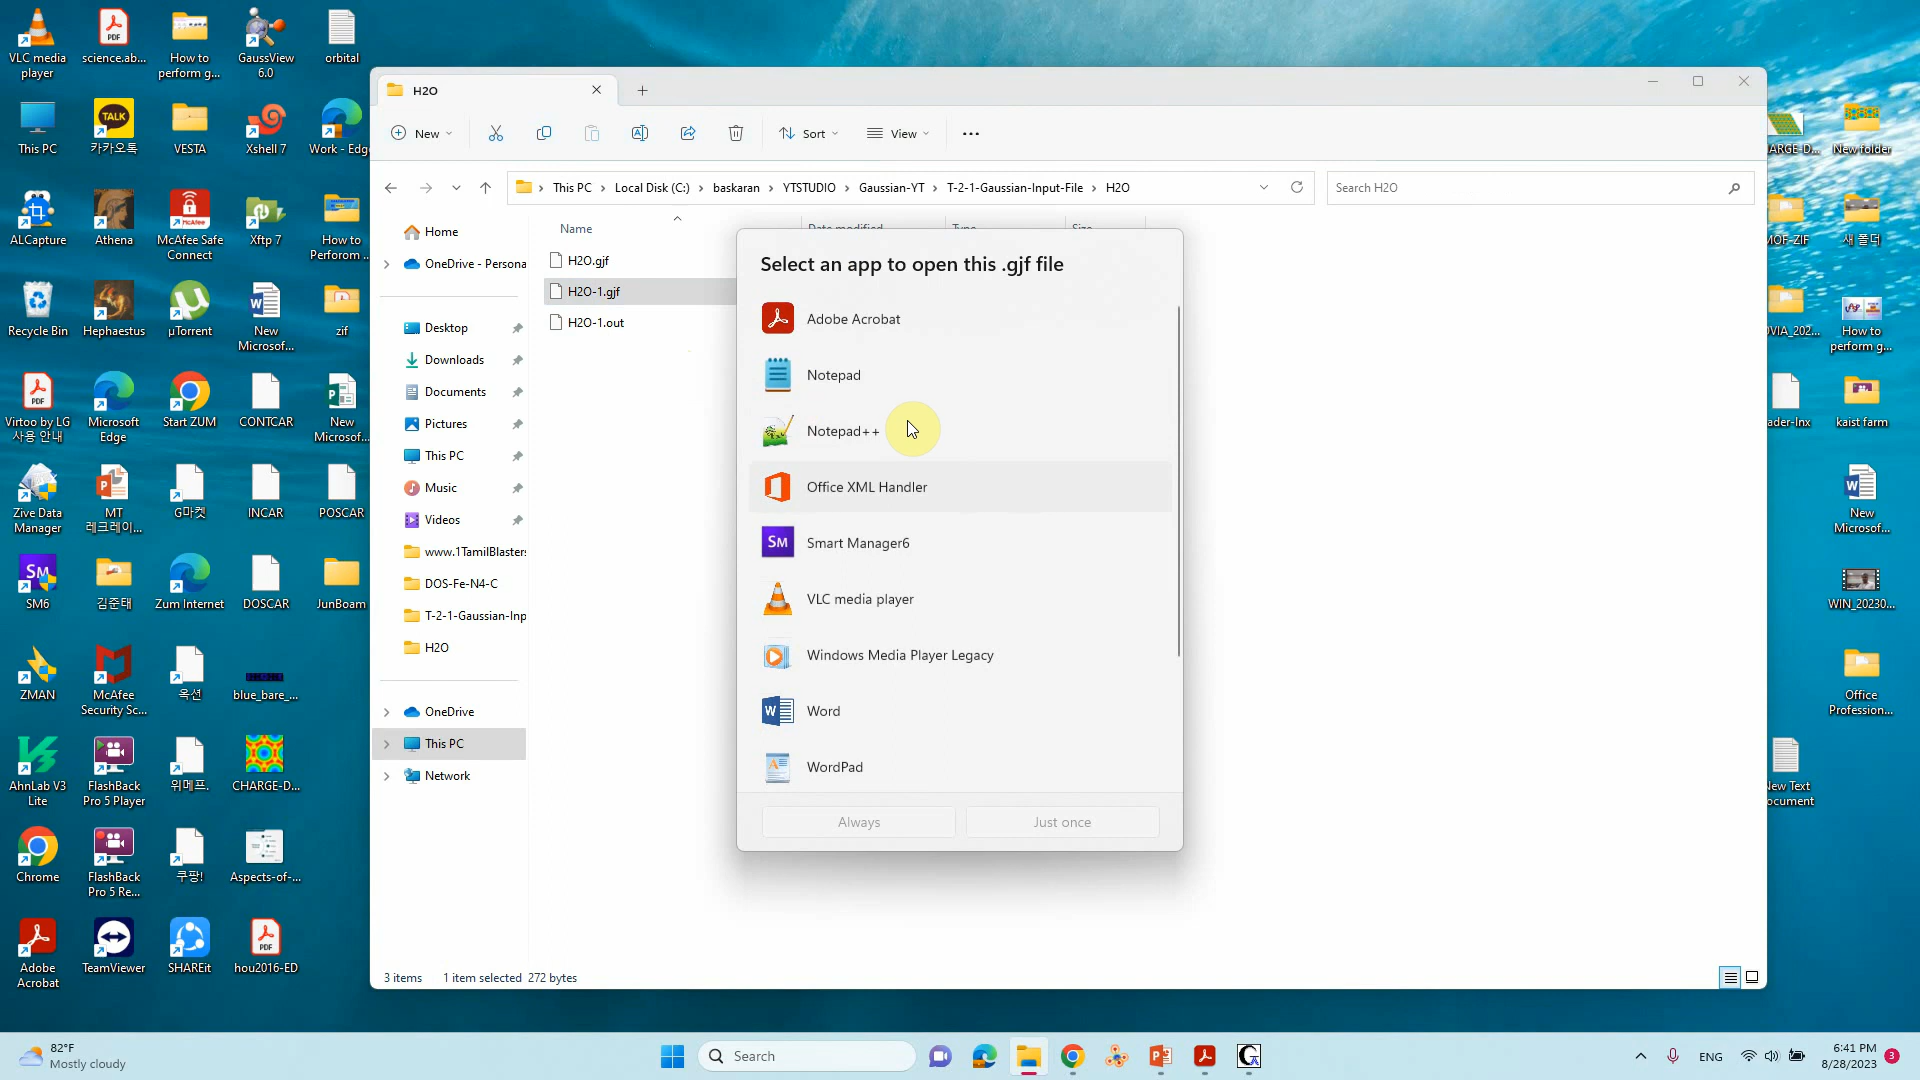 VLC media
player
science.ab...
How to
perform g...
GaussView
6.0
orbital
This PC
카카오톡
VESTA
Xshell 7
Work - Edge
ALCapture
Athena
McAfee Safe
Connect
Xftp 7
How to
Perforom ...
Recycle Bin
Hephaestus
µTorrent
New
Microsof...
zif
Virtoo by LG
사용 안내
Microsoft
Edge
Start ZUM
CONTCAR
New
Microsof...
Zive Data
Manager
MT
레크레이...
G마켓
INCAR
POSCAR
SM6
김준태
Zum Internet
DOSCAR
JunBoam
ZMAN
McAfee
Security Sc...
옥션
blue_bare_...
AhnLab V3
Lite
FlashBack
Pro 5 Player
위메프.
CHARGE-D...
Chrome
FlashBack
Pro 5 Re...
쿠팡!
Aspects-of-...
Adobe
Acrobat
TeamViewer
SHAREit
hou2016-ED
H2O
New
Sort
View
This PC
Local Disk (C:)
baskaran
YTSTUDIO
Gaussian-YT
T-2-1-Gaussian-Input-File
H2O
Search H2O
Home
OneDrive - Persona
Desktop
Downloads
Documents
Pictures
This PC
Music
Videos
www.1TamilBlasters
DOS-Fe-N4-C
T-2-1-Gaussian-Inp
H2O
OneDrive
This PC
Network
Name
Date modified
Type
Size
H2O.gjf
H2O-1.gjf
H2O-1.out
Select an app to open this .gjf file
Adobe Acrobat
Notepad
Notepad++
Office XML Handler
Smart Manager6
VLC media player
Windows Media Player Legacy
Word
WordPad
Always
Just once
3 items
1 item selected 272 bytes
ARGE-D...
New folder
MOF-ZIF
새 폴더
OVIA_202...
How to
perform g...
ader-lnx
kaist farm
New
Microsof...
WIN_20230...
Office
Profession...
New Text
ocument
82°F
Mostly cloudy
Search
ENG
6:41 PM
8/28/2023
3